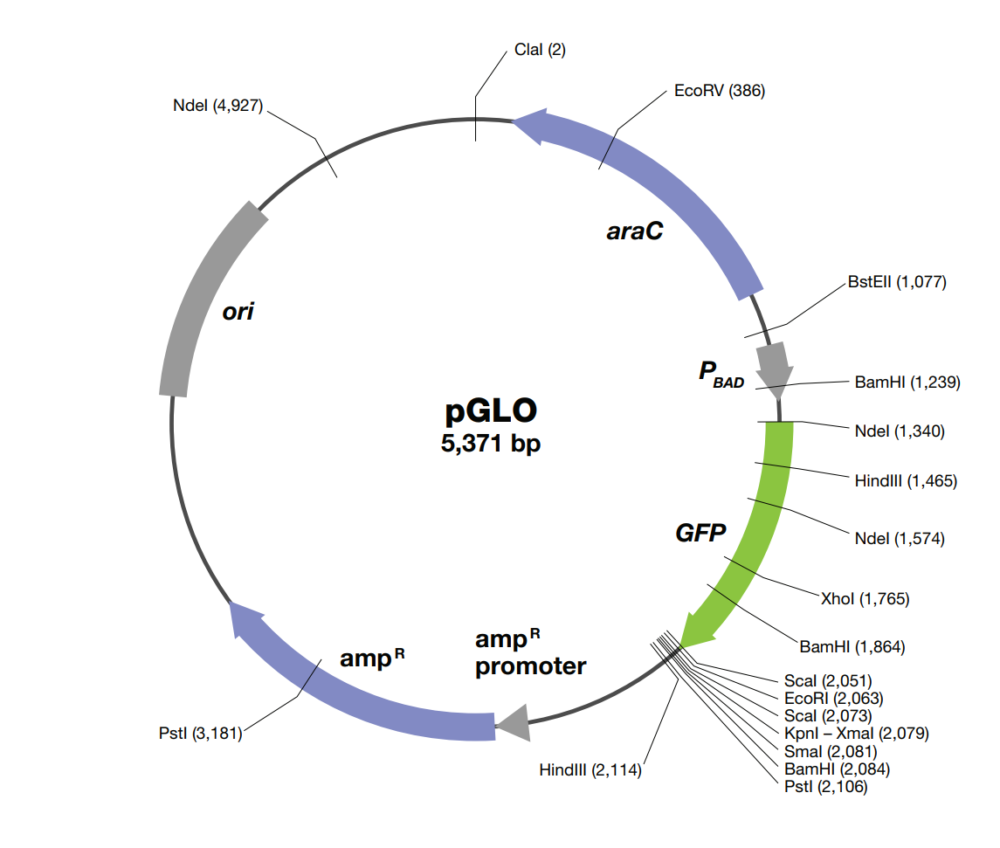 ClaI (2)
EcoRV (386)
NdeI (4,927)
araC
BstEII (1,077)
ori
P BAD
BamHI (1,239)
pGLO
5,371 bp
NdeI (1,340)
HindIII (1,465)
GFP
NdeI (1,574)
XhoI (1,765)
amp R
amp R
promoter
BamHI (1,864)
ScaI (2,051)
EcoRI (2,063)
ScaI (2,073)
KpnI – XmaI (2,079)
SmaI (2,081)
BamHI (2,084)
PstI (2,106)
PstI (3,181)
HindIII (2,114)